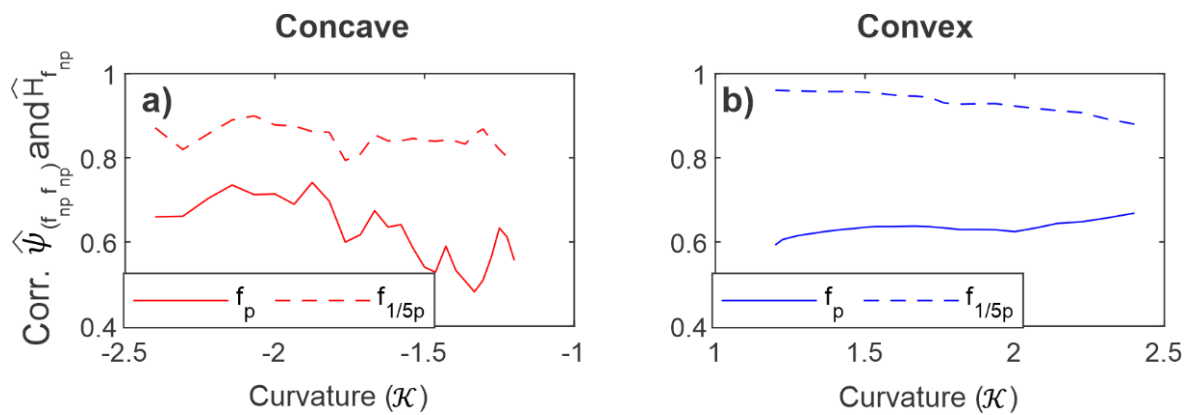 Concave
Convex
Corr. ψ̂(f_np f_np) and Ĥf_np
1
0.8
0.6
0.4
a)
f_p
f_1/5p
-2.5
-2
-1.5
-1
Curvature (𝒦)
1
0.8
0.6
0.4
b)
f_p
f_1/5p
1
1.5
2
2.5
Curvature (𝒦)